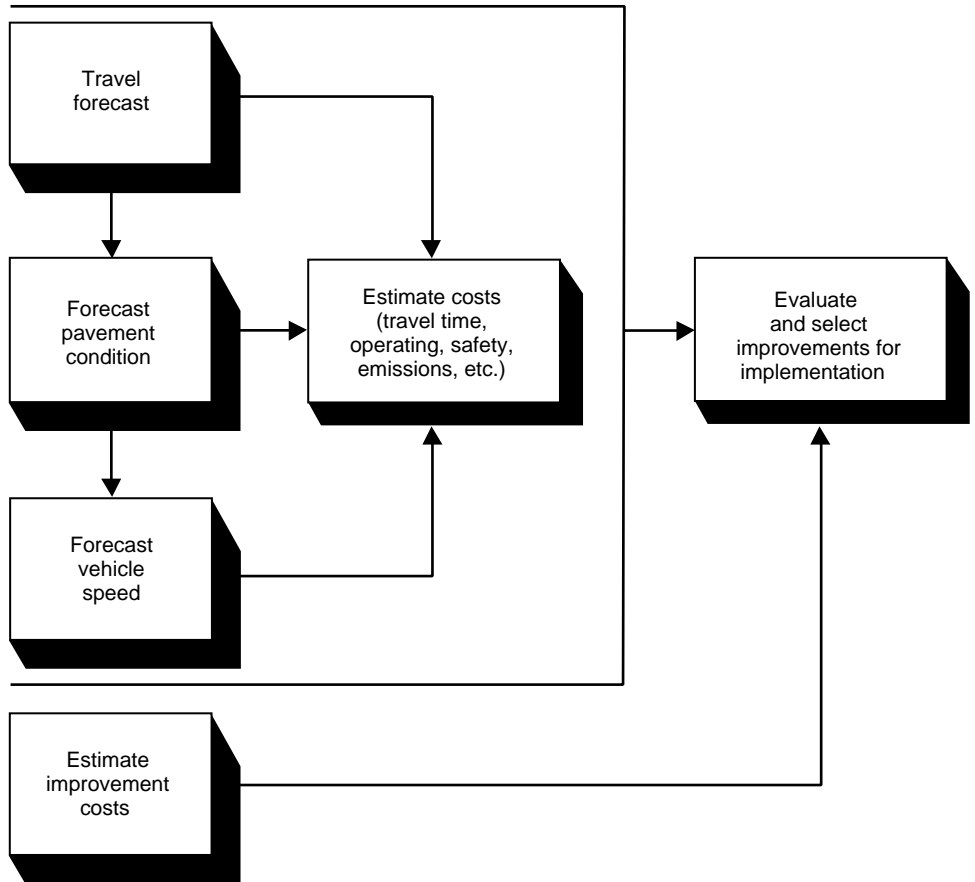 Travel
forecast
Forecast
pavement
condition
Estimate costs
(travel time,
operating, safety,
emissions, etc.)
Evaluate
and select
improvements for
implementation
Forecast
vehicle
speed
Estimate
improvement
costs